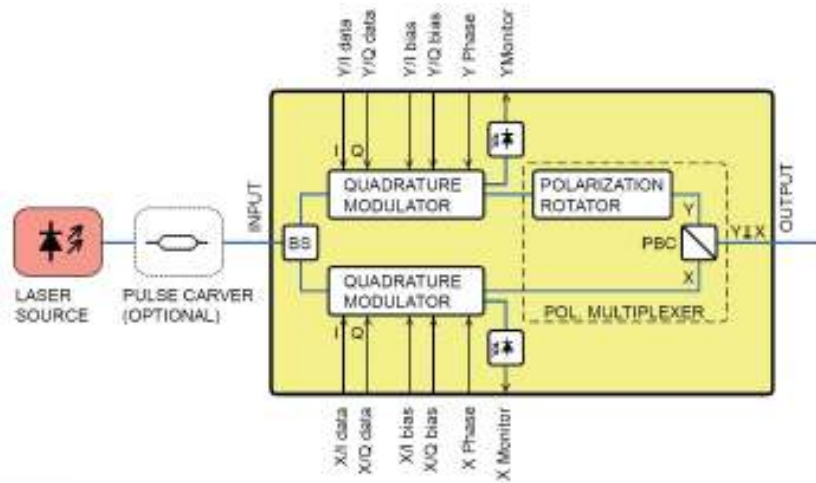 Y/I data
Y/Q data
Y/I bias
Y/Q bias
Y Phase
YMonitor
I
Q
INPUT
QUADRATURE
MODULATOR
POLARIZATION
ROTATOR
OUTPUT
Y
BS
PBC
Y⊥X
X
LASER
SOURCE
PULSE CARVER
(OPTIONAL)
QUADRATURE
MODULATOR
POL. MULTIPLEXER
I
Q
X/I data
X/Q data
X/I bias
X/Q bias
X Phase
X Monitor